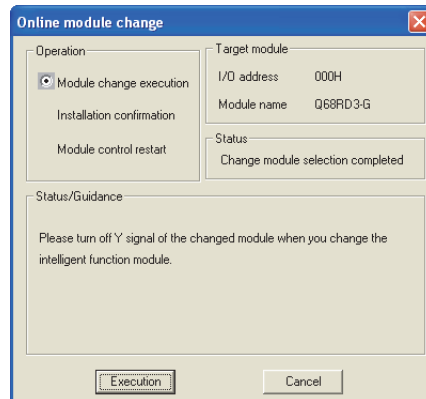 Online module change
Operation
Module change execution
Installation confirmation
Module control restart
Target module
I/O address 000H
Module name Q68RD3-G
Status
Change module selection completed
Status/Guidance
Please turn off Y signal of the changed module when you change the
intelligent function module.
Execution Cancel